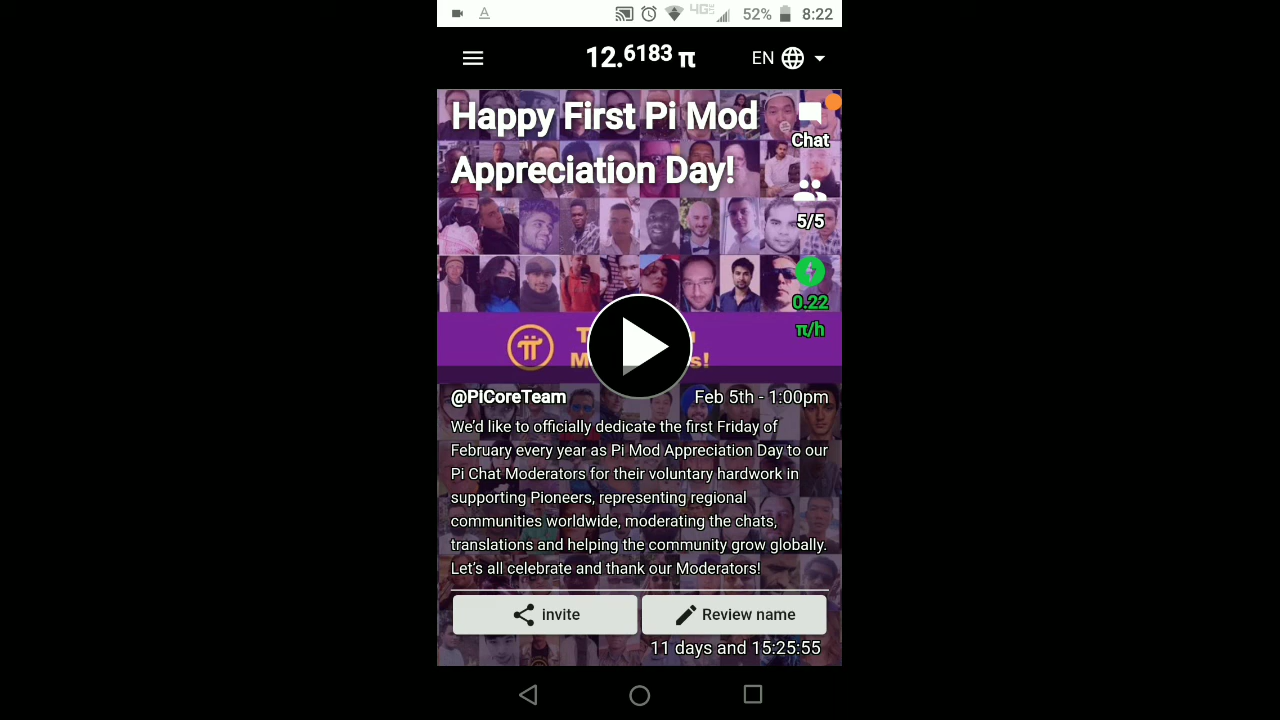 A 4G 52% 8:22
12.6183 π EN
Happy First Pi Mod
Appreciation Day!
Chat
5/5
0.22
π/h
@PiCoreTeam Feb 5th - 1:00pm
We'd like to officially dedicate the first Friday of
February every year as Pi Mod Appreciation Day to our
Pi Chat Moderators for their voluntary hardwork in
supporting Pioneers, representing regional
communities worldwide, moderating the chats,
translations and helping the community grow globally.
Let's all celebrate and thank our Moderators!
invite Review name
11 days and 15:25:55